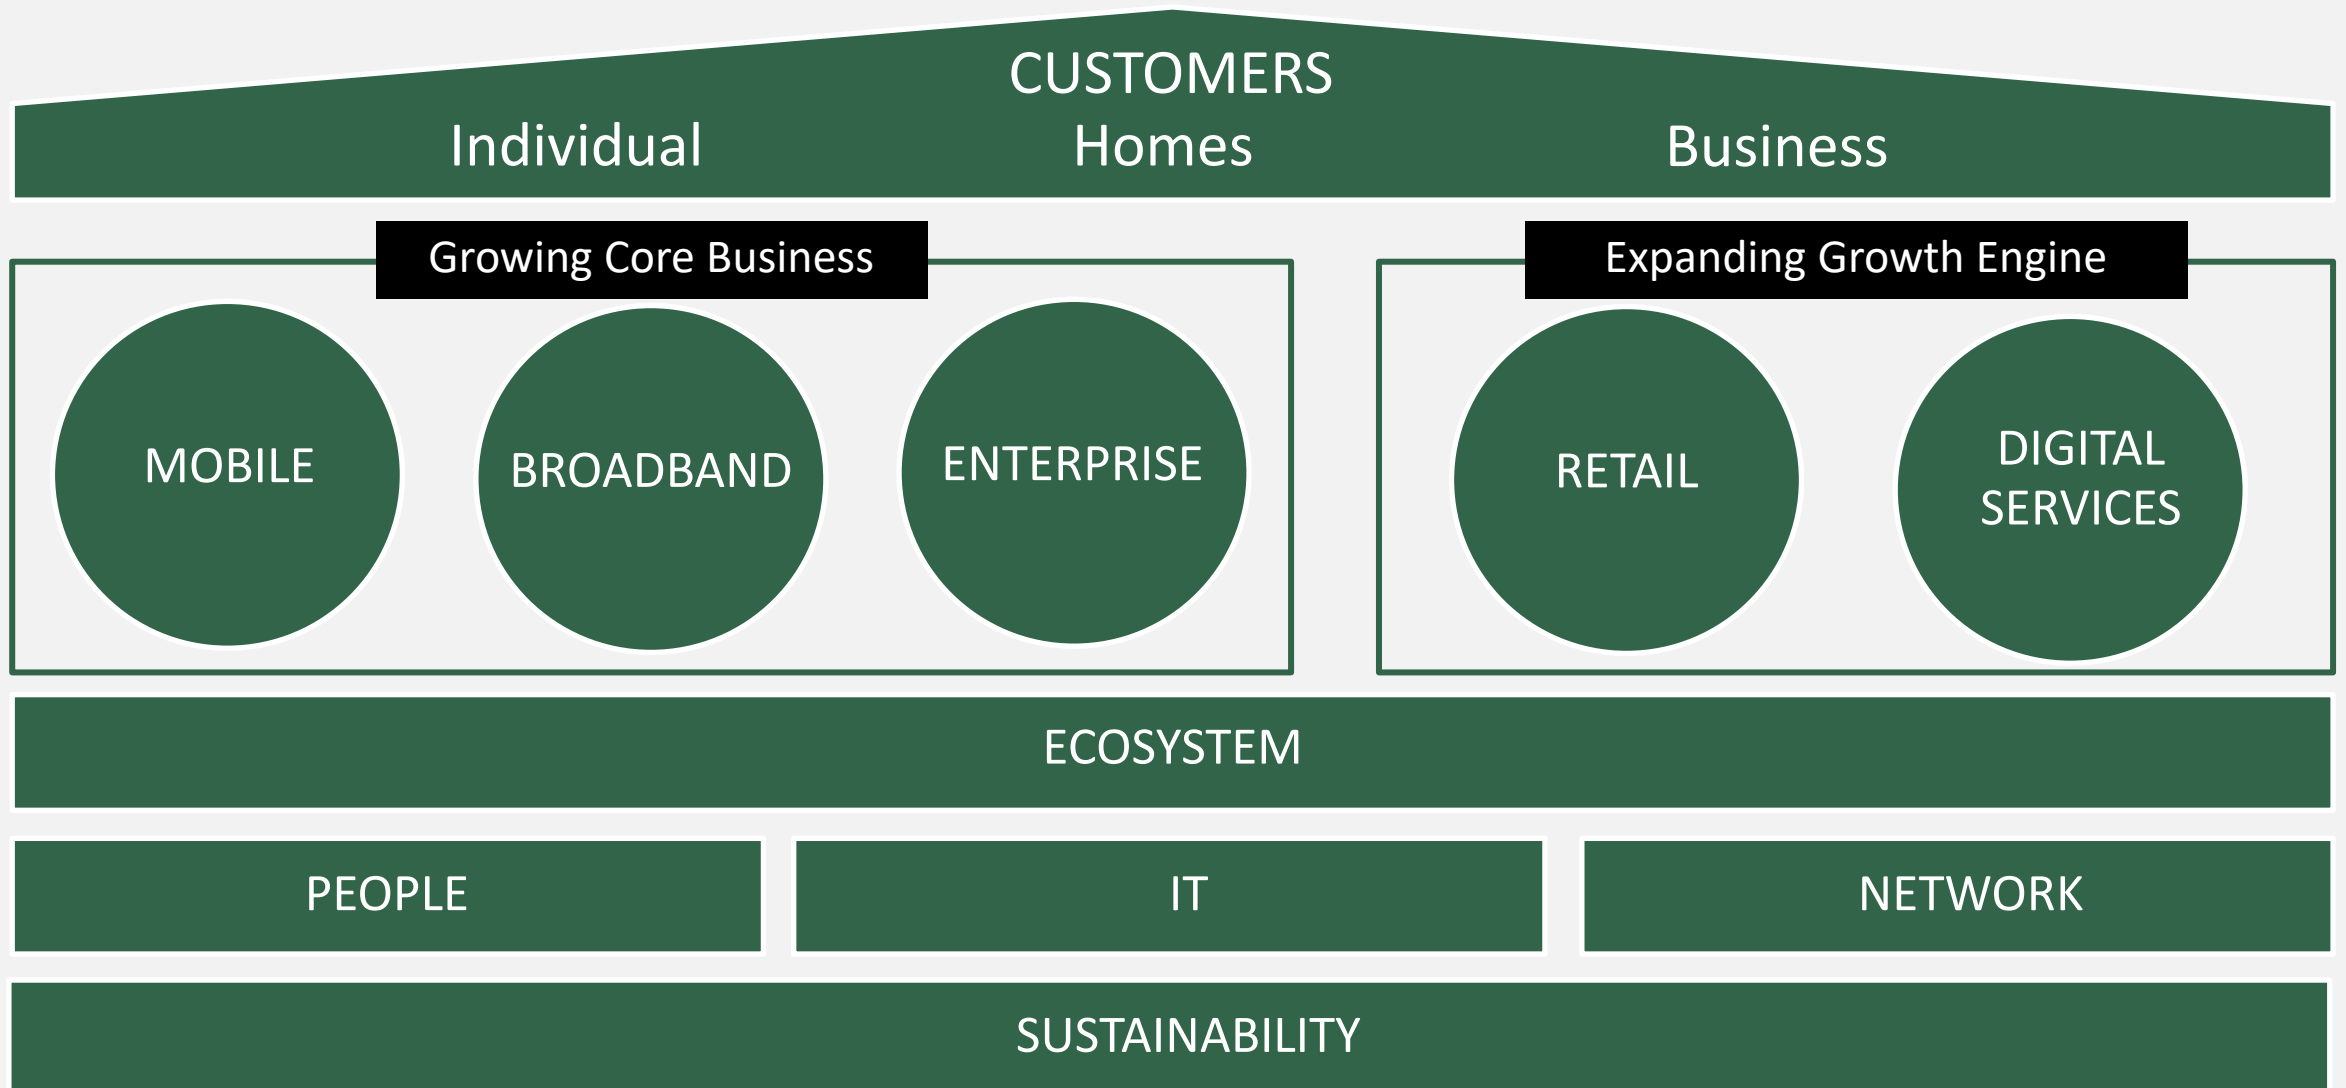 CUSTOMERS
Individual Homes Business
Growing Core Business
Expanding Growth Engine
MOBILE
BROADBAND
ENTERPRISE
RETAIL
DIGITAL
SERVICES
ECOSYSTEM
PEOPLE
IT
NETWORK
SUSTAINABILITY